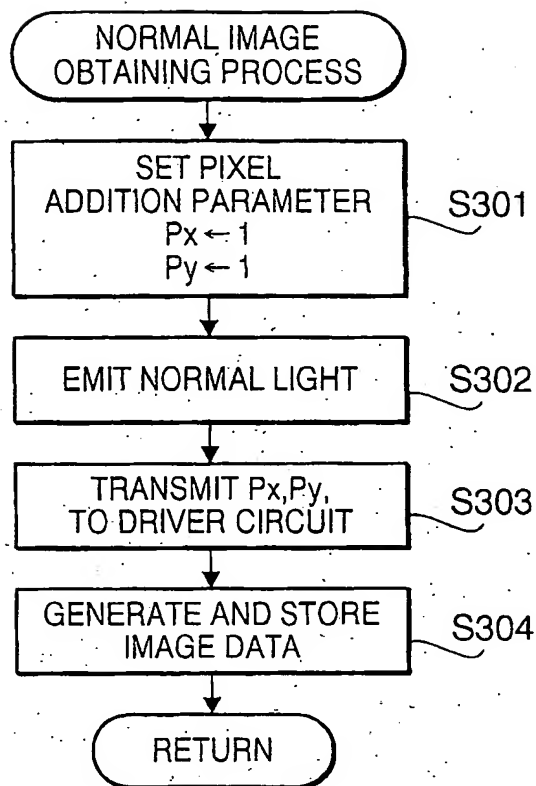 NORMAL IMAGE
OBTAINING PROCESS
SET PIXEL
ADDITION PARAMETER
Px ← 1
Py ← 1
S301
EMIT NORMAL LIGHT
S302
TRANSMIT Px,Py,
TO DRIVER CIRCUIT
S303
GENERATE AND STORE
IMAGE DATA
S304
RETURN